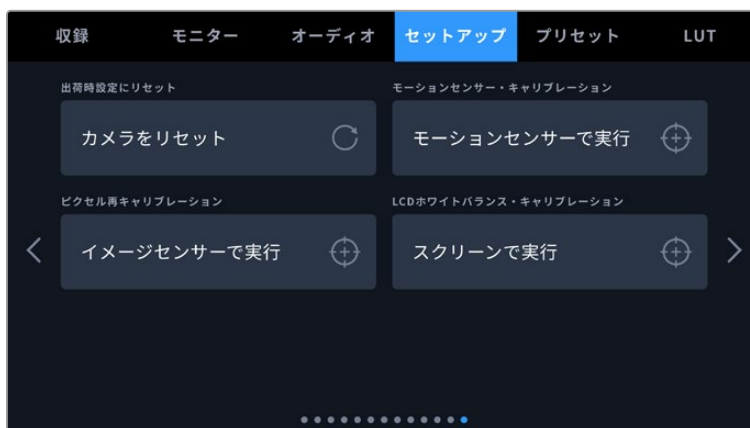 収録 モニター オーディオ セットアップ プリセット LUT
出荷時設定にリセット モーションセンサー・キャリブレーション
カメラをリセット モーションセンサーで実行
ピクセル再キャリブレーション LCDホワイトバランス・キャリブレーション
イメージセンサーで実行 スクリーンで実行